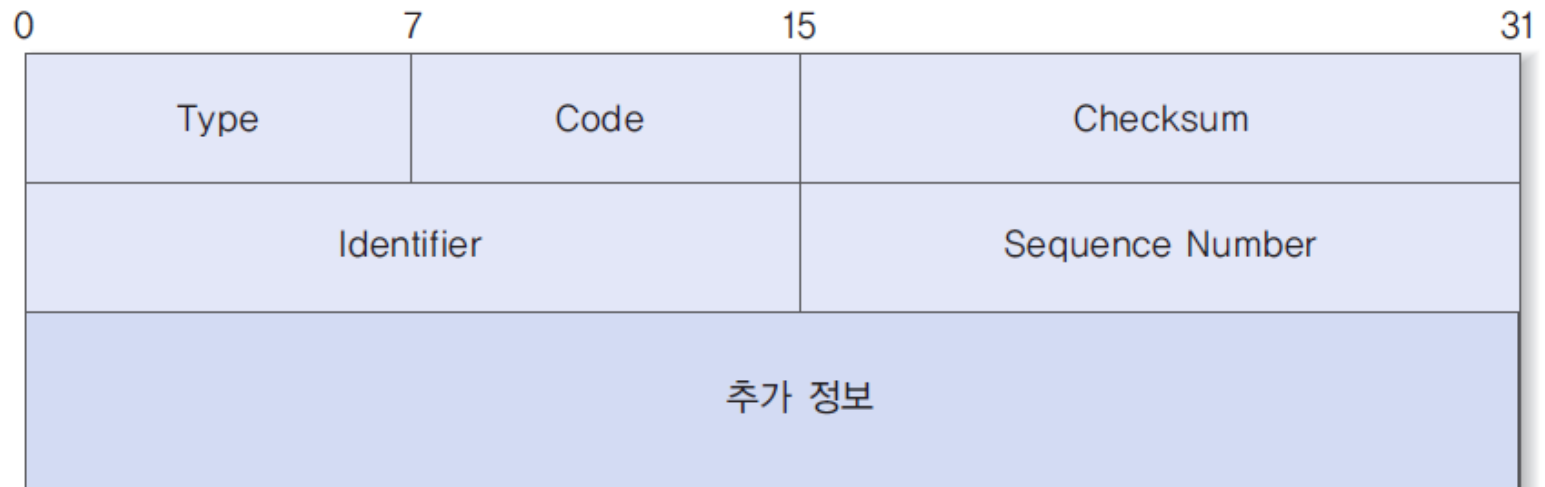 0 7 15 31
Type Code Checksum
Identifier Sequence Number
추가 정보